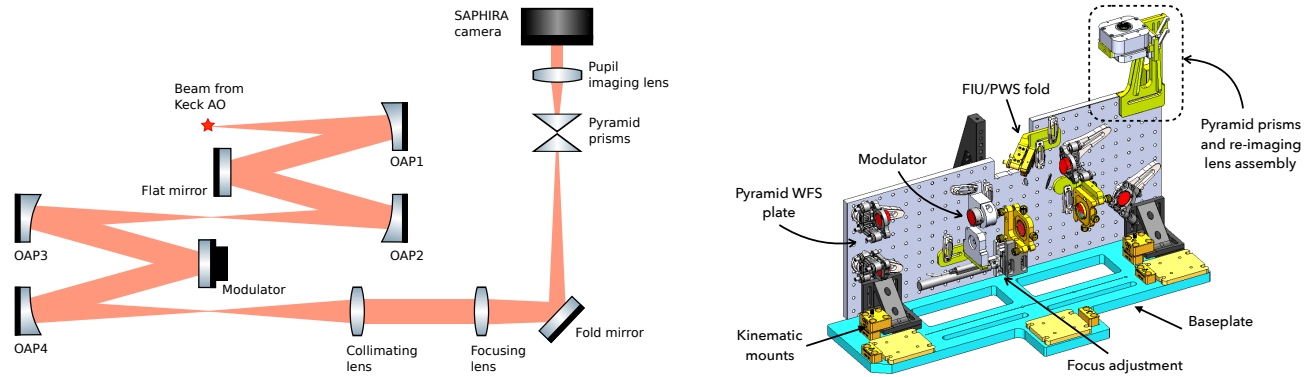 SAPHIRA
camera
Pupil
imaging lens
Beam from
Keck AO
Pyramid
prisms
OAP1
Flat mirror
OAP3
OAP2
Modulator
OAP4
Collimating
lens
Focusing
lens
Fold mirror
FIU/PWS fold
Modulator
Pyramid WFS
plate
Pyramid prisms
and re-imaging
lens assembly
Kinematic
mounts
Baseplate
Focus adjustment